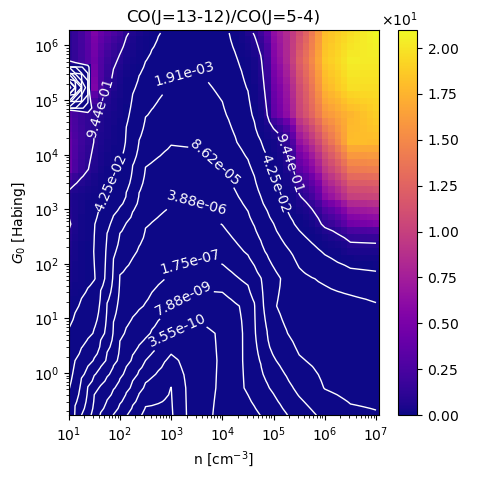 CO(J=13-12)/CO(J=5-4)
×10¹
10⁶
10⁵
10⁴
10³
10²
10¹
10⁰
G₀ [Habing]
9.44e-01
4.25e-02
1.91e-03
8.62e-05
3.88e-06
1.75e-07
7.88e-09
3.55e-10
4.25e-02
9.44e-01
10¹ 10² 10³ 10⁴ 10⁵ 10⁶ 10⁷
n [cm⁻³]
2.00
1.75
1.50
1.25
1.00
0.75
0.50
0.25
0.00